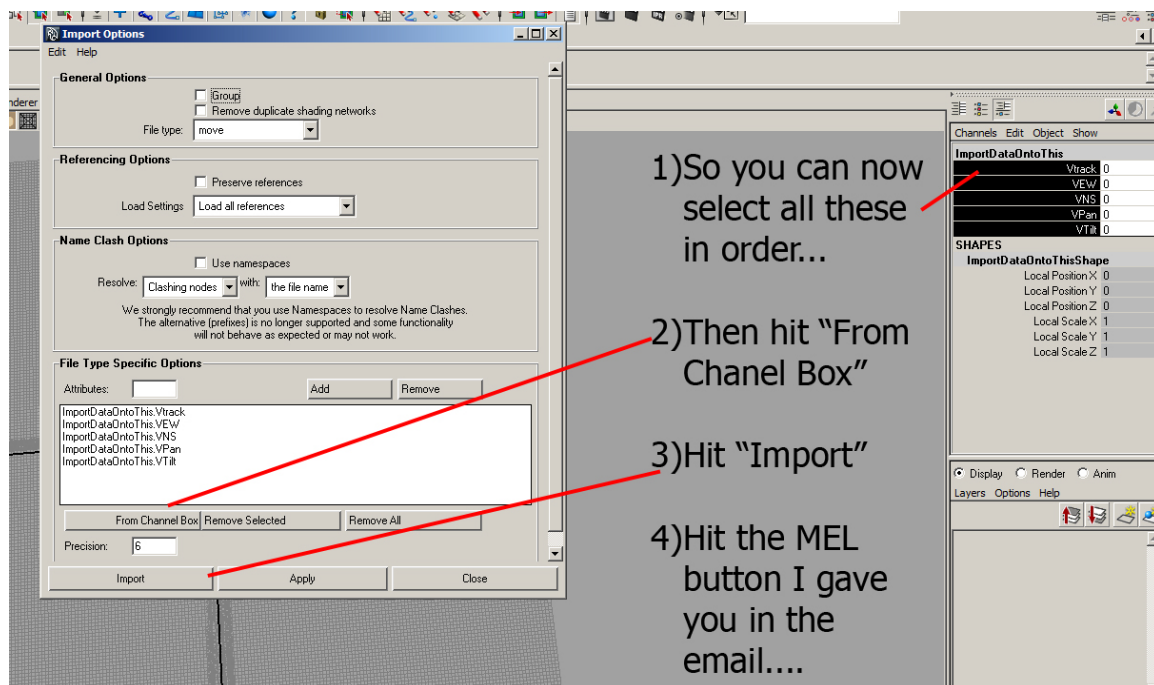 Import Options
Edit Help
General Options
Group
Remove duplicate shading networks
File type: move
Referencing Options
Preserve references
Load Settings Load all references
Name Clash Options
Use namespaces
Resolve: Clashing nodes with: the file name
We strongly recommend that you use Namespaces to resolve Name Clashes.
The alternative (prefixes) is no longer supported and some functionality
will not behave as expected or may not work.
File Type Specific Options
Attributes: Add Remove
ImportDataOntoThis.Vtrack
ImportDataOntoThis.VEW
ImportDataOntoThis.VNS
ImportDataOntoThis.VPan
ImportDataOntoThis.VTilt
From Channel Box Remove Selected Remove All
Precision: 6
Import Apply Close
nderer
1)So you can now
select all these
in order...
2)Then hit “From
Chanel Box”
3)Hit “Import”
4)Hit the MEL
button I gave
you in the
email....
Channels Edit Object Show
ImportDataOntoThis
Vtrack 0
VEW 0
VNS 0
VPan 0
VTilt 0
SHAPES
ImportDataOntoThisShape
Local Position X 0
Local Position Y 0
Local Position Z 0
Local Scale X 1
Local Scale Y 1
Local Scale Z 1
Display Render Anim
Layers Options Help